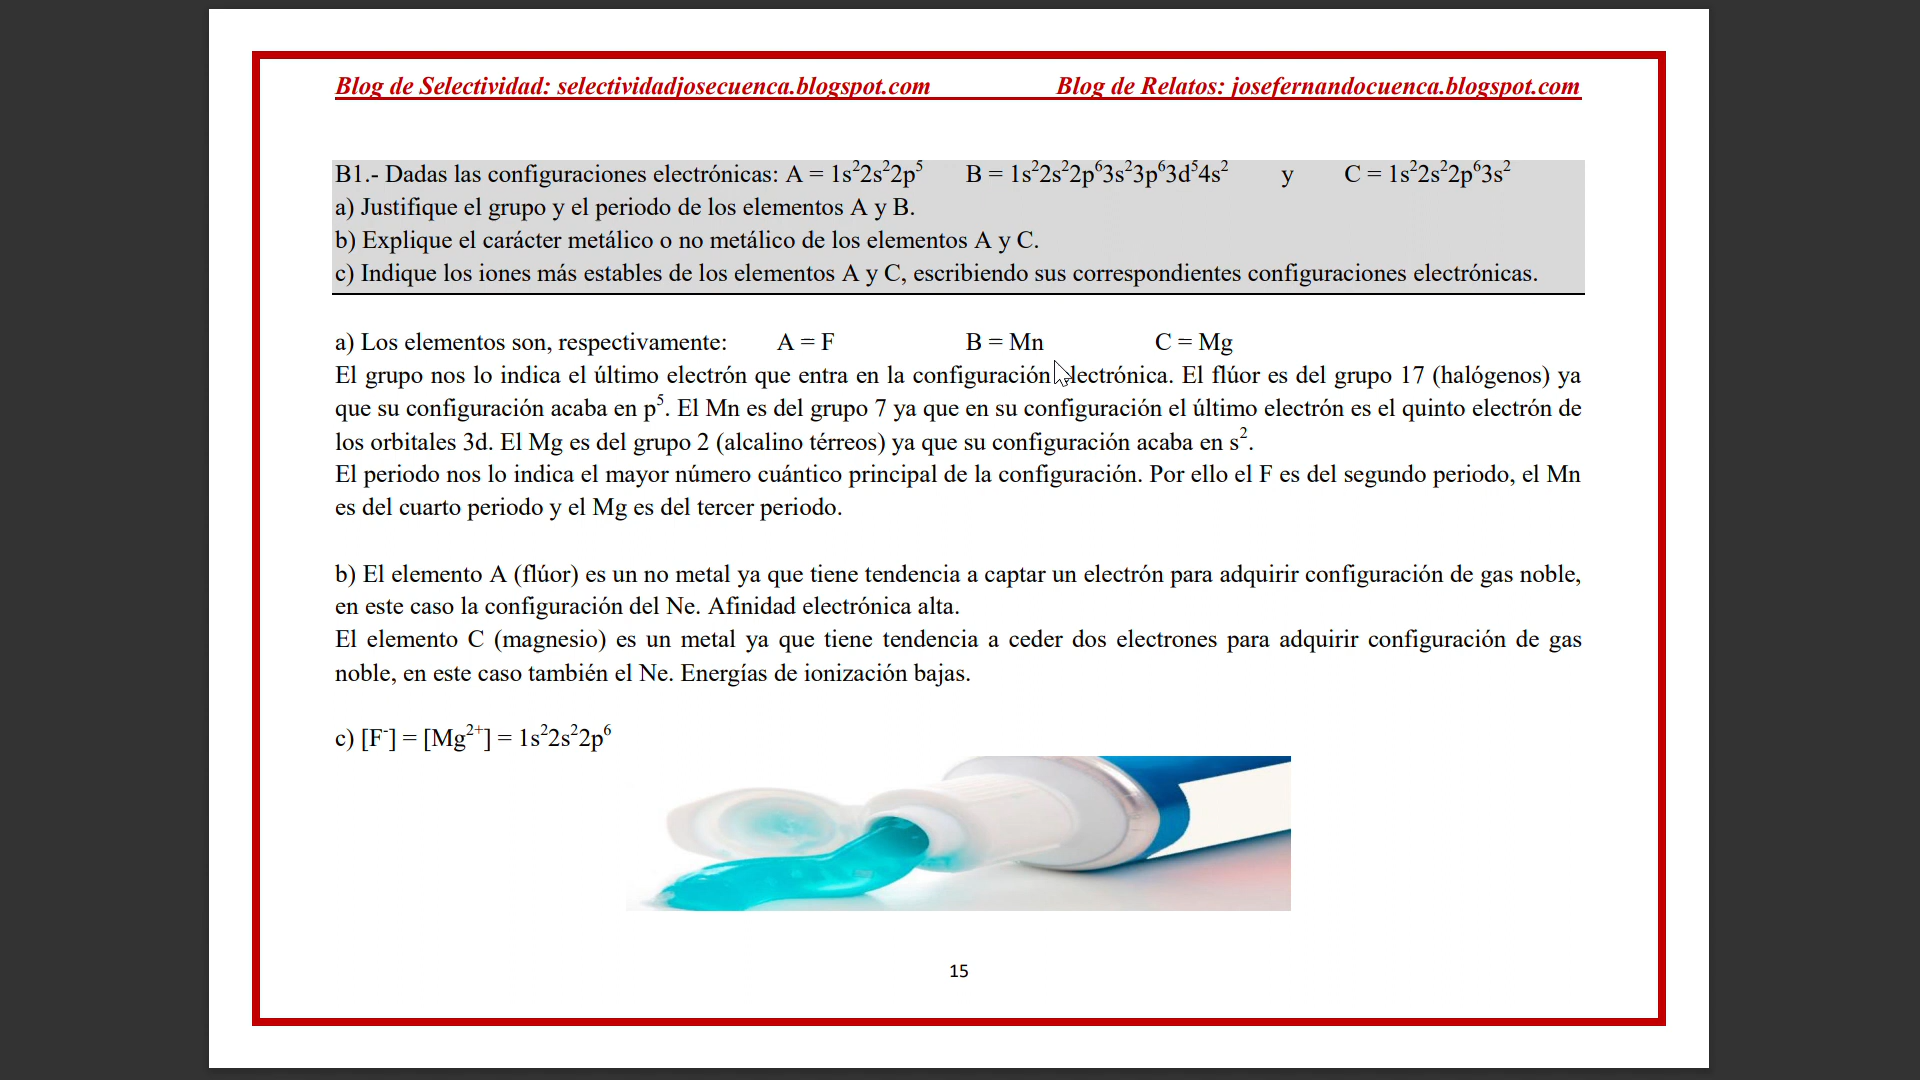 Blog de Selectividad: selectividadjosecuenca.blogspot.com Blog de Relatos: josefernandocuenca.blogspot.com
B1.- Dadas las configuraciones electrónicas: A = 1s²2s²2p⁵ B = 1s²2s²2p⁶3s²3p⁶3d⁵4s² y C = 1s²2s²2p⁶3s²
a) Justifique el grupo y el periodo de los elementos A y B.
b) Explique el carácter metálico o no metálico de los elementos A y C.
c) Indique los iones más estables de los elementos A y C, escribiendo sus correspondientes configuraciones electrónicas.
a) Los elementos son, respectivamente: A = F B = Mn C = Mg
El grupo nos lo indica el último electrón que entra en la configuración electrónica. El flúor es del grupo 17 (halógenos) ya
que su configuración acaba en p⁵. El Mn es del grupo 7 ya que en su configuración el último electrón es el quinto electrón de
los orbitales 3d. El Mg es del grupo 2 (alcalino térreos) ya que su configuración acaba en s².
El periodo nos lo indica el mayor número cuántico principal de la configuración. Por ello el F es del segundo periodo, el Mn
es del cuarto periodo y el Mg es del tercer periodo.
b) El elemento A (flúor) es un no metal ya que tiene tendencia a captar un electrón para adquirir configuración de gas noble,
en este caso la configuración del Ne. Afinidad electrónica alta.
El elemento C (magnesio) es un metal ya que tiene tendencia a ceder dos electrones para adquirir configuración de gas
noble, en este caso también el Ne. Energías de ionización bajas.
c) [F⁻] = [Mg²⁺] = 1s²2s²2p⁶
15